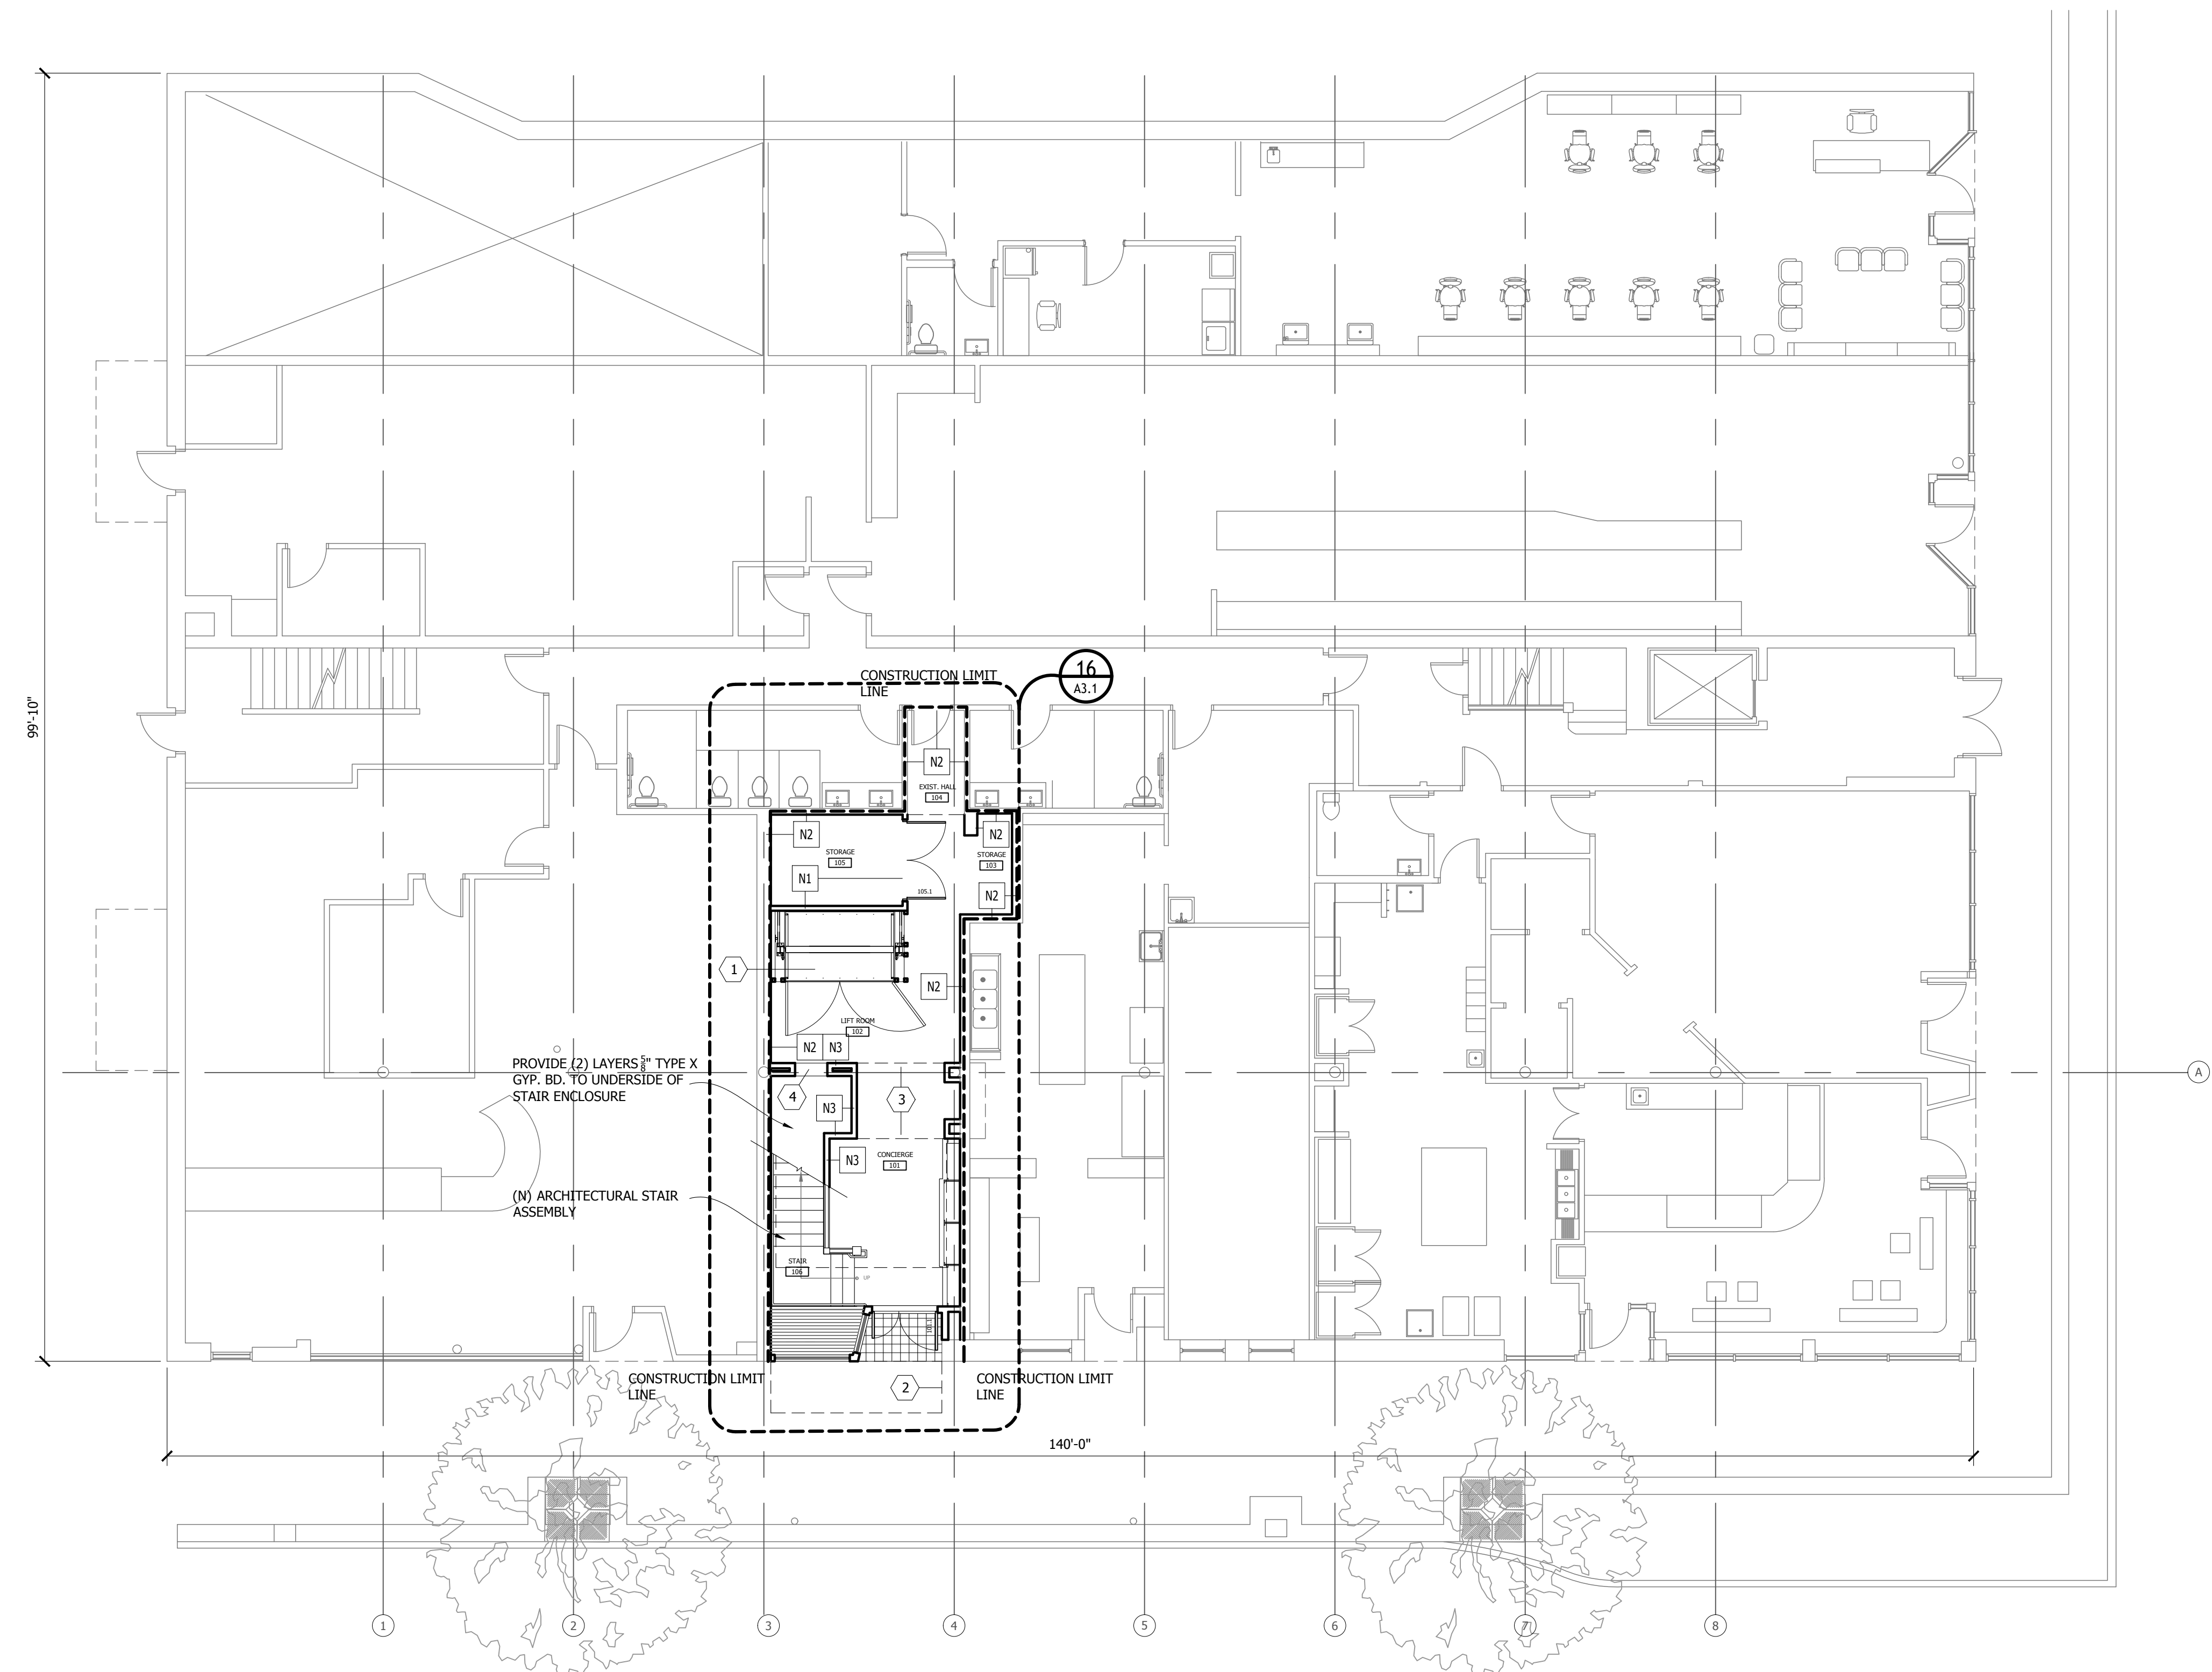 99'-10"
CONSTRUCTION LIMIT
LINE
16
A3.1
N2
EXIST. HALL
104
N2
N2
STORAGE
105
STORAGE
103
N1
105.1
N2
1
N2
LIFT ROOM
102
N2
N3
PROVIDE (2) LAYERS 5/8" TYPE X
GYP. BD. TO UNDERSIDE OF
STAIR ENCLOSURE
A
4
3
N3
CONCIERGE
101
N3
(N) ARCHITECTURAL STAIR
ASSEMBLY
STAIR
106
UP
101.1
CONSTRUCTION LIMIT
LINE
2
CONSTRUCTION LIMIT
LINE
140'-0"
1
2
3
4
5
6
7
8